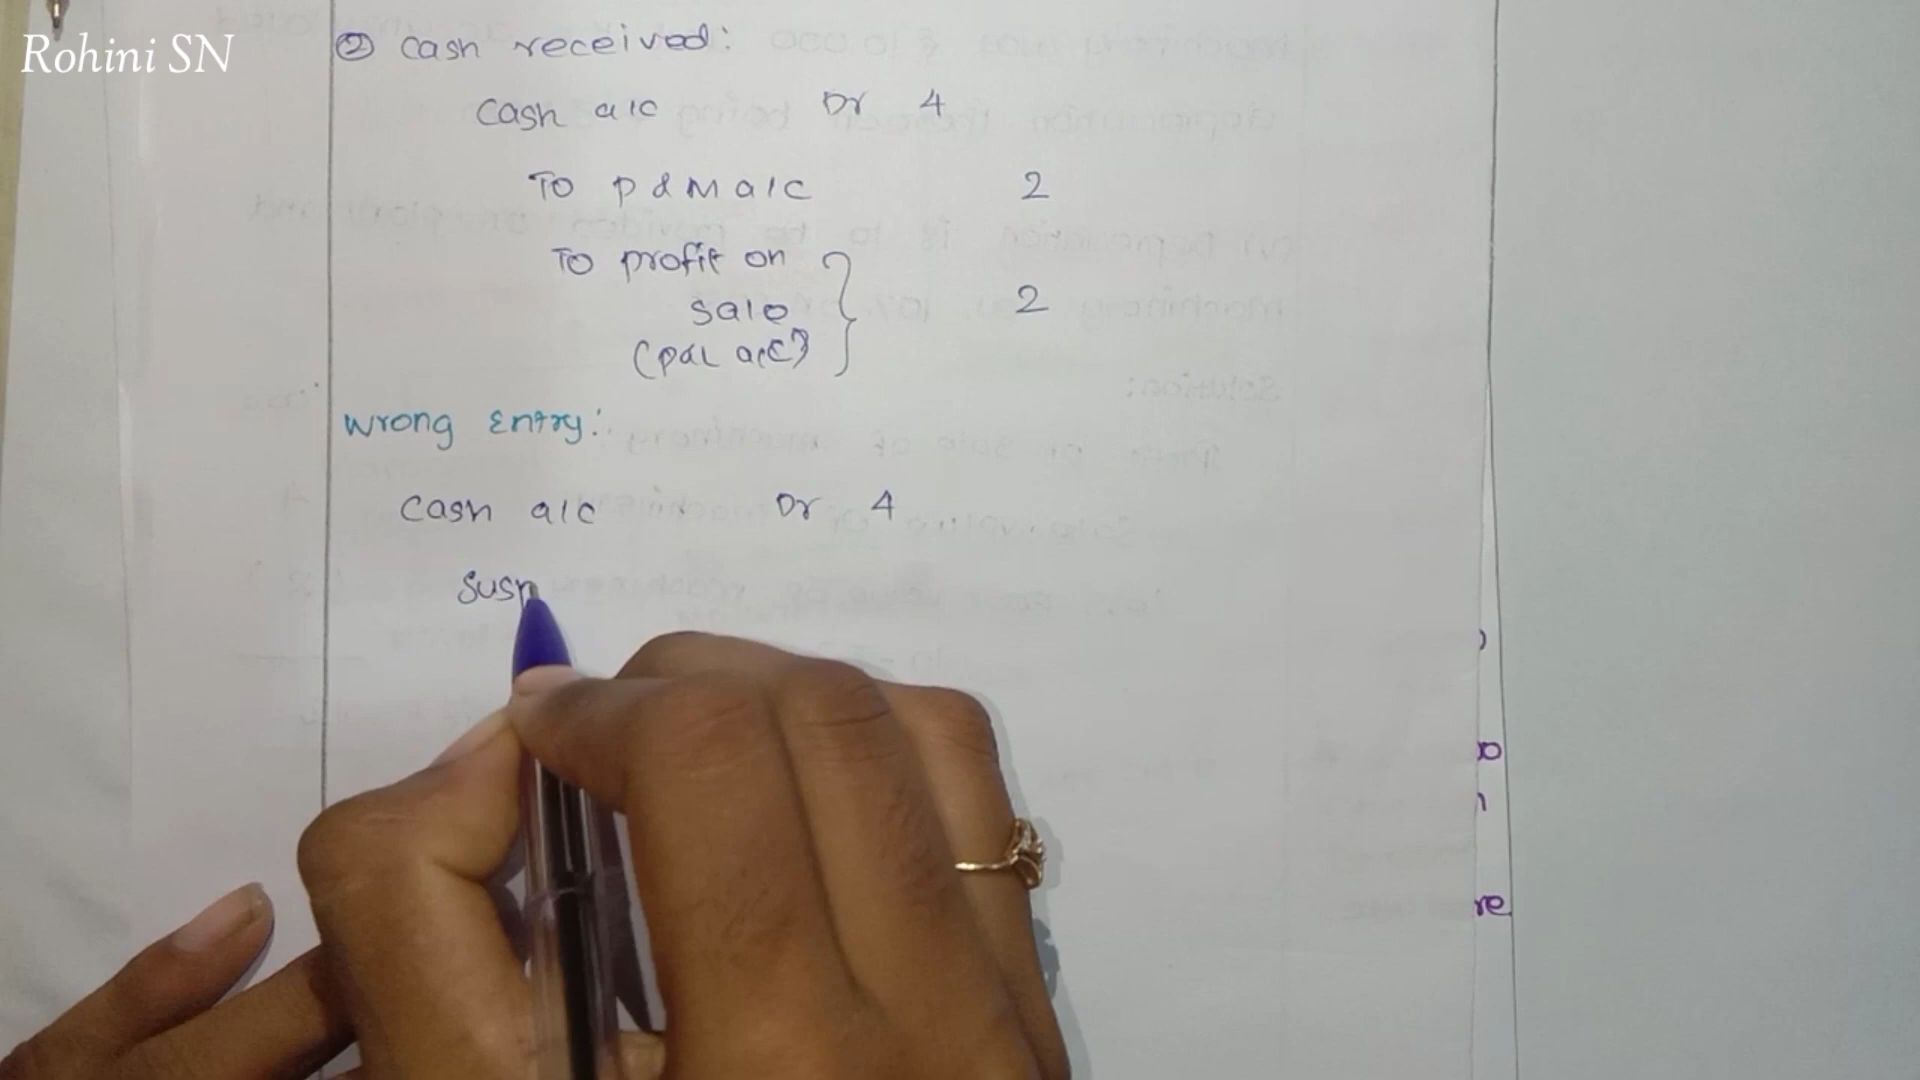 Rohini SN
② Cash received:
Cash a/c Dr 4
To P & M a/c 2
To profit on
Sale 2
(P&L a/c)
Wrong Entry:
Cash a/c Dr 4
Susp
re